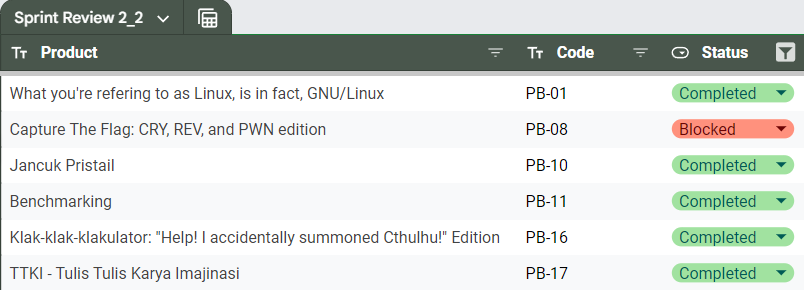 Sprint Review 2_2
Product Code Status
What you're refering to as Linux, is in fact, GNU/Linux PB-01 Completed
Capture The Flag: CRY, REV, and PWN edition PB-08 Blocked
Jancuk Pristail PB-10 Completed
Benchmarking PB-11 Completed
Klak-klak-klakulator: "Help! I accidentally summoned Cthulhu!" Edition PB-16 Completed
TTKI - Tulis Tulis Karya Imajinasi PB-17 Completed